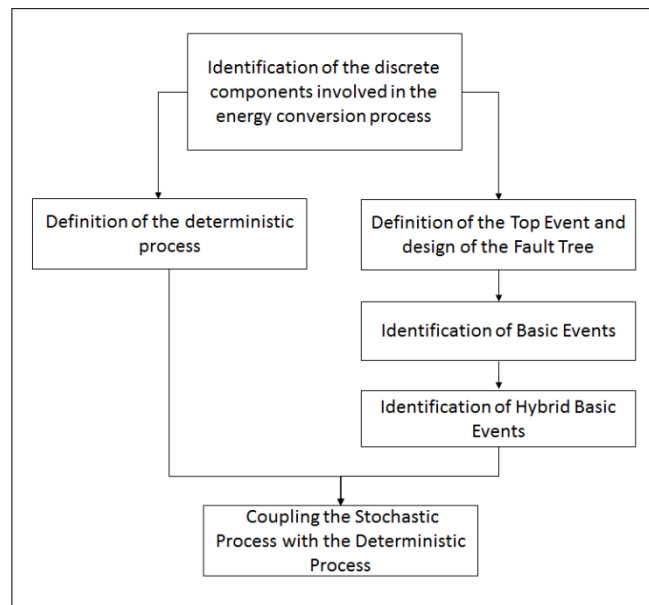 Identification of the discrete
components involved in the
energy conversion process
Definition of the deterministic
process
Definition of the Top Event and
design of the Fault Tree
Identification of Basic Events
Identification of Hybrid Basic
Events
Coupling the Stochastic
Process with the Deterministic
Process